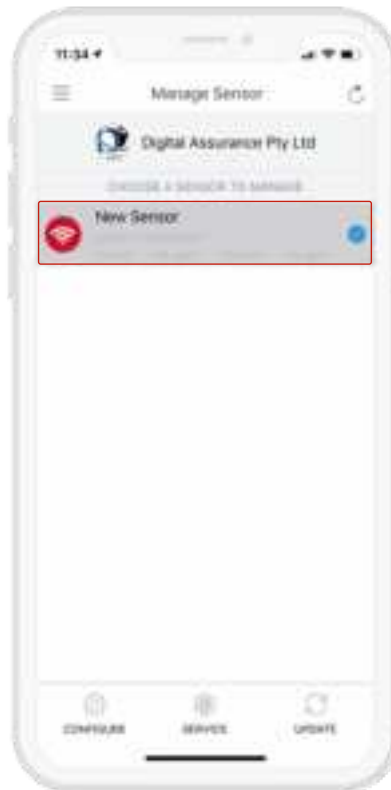 11:34
Manage Sensor
Digital Assurance Pty Ltd
CHOOSE A SENSOR TO MANAGE
New Sensor
CONFIGURE SERVICE UPDATE